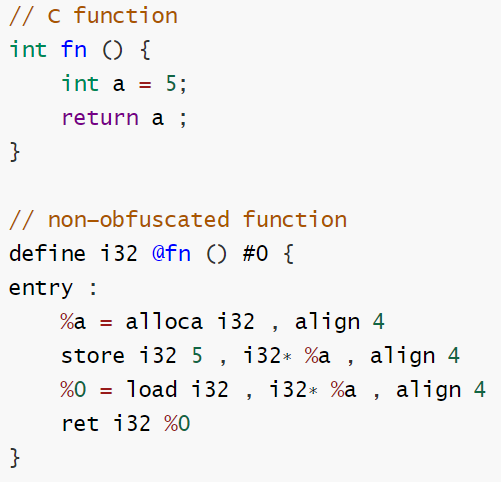 // C function
int fn () {
    int a = 5;
    return a ;
}

// non-obfuscated function
define i32 @fn () #0 {
entry :
    %a = alloca i32 , align 4
    store i32 5 , i32* %a , align 4
    %0 = load i32 , i32* %a , align 4
    ret i32 %0
}